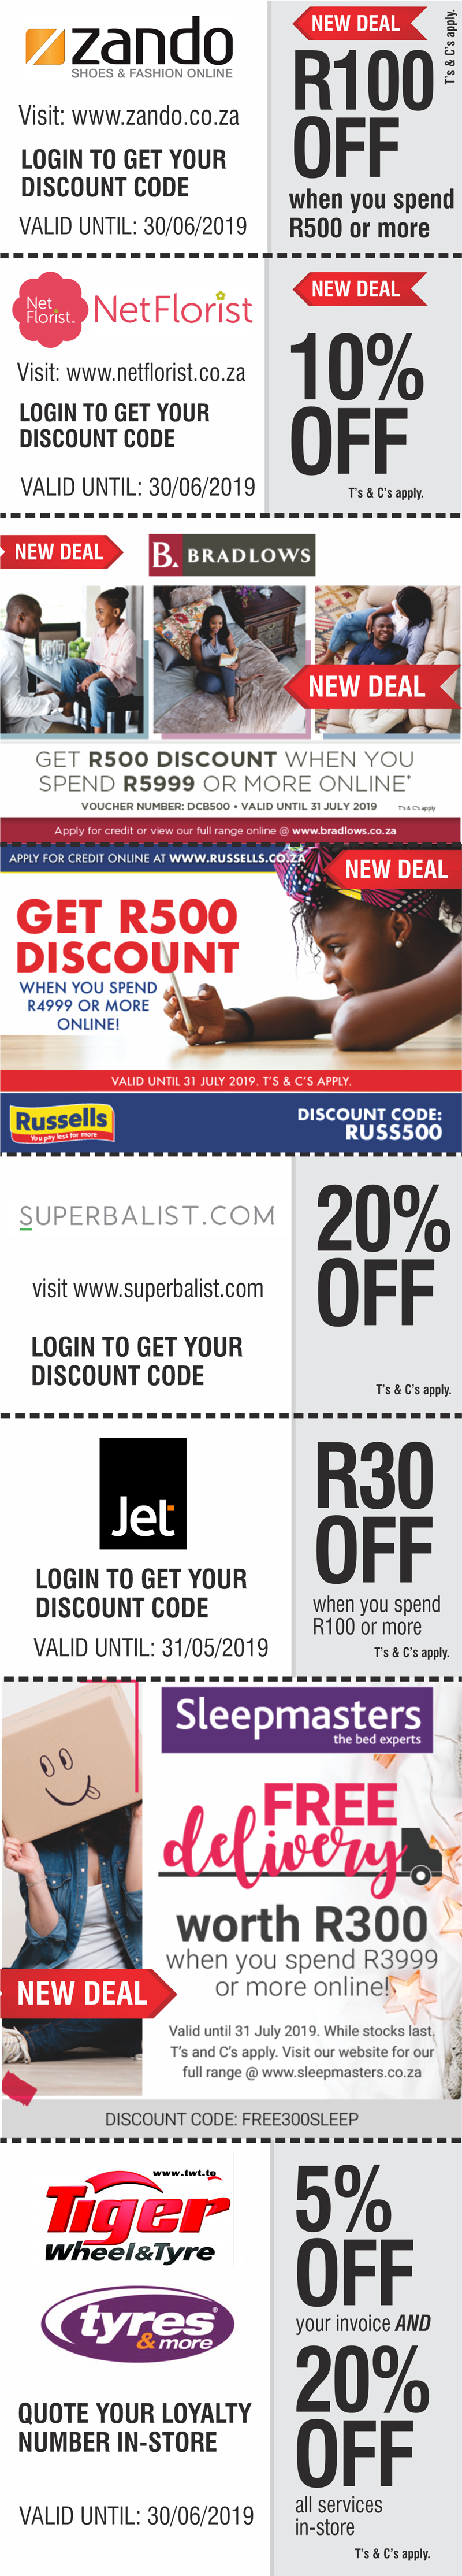 zando
SHOES & FASHION ONLINE
Visit: www.zando.co.za
LOGIN TO GET YOUR
DISCOUNT CODE
VALID UNTIL: 30/06/2019
NEW DEAL
R100
OFF
when you spend
R500 or more
T's & C's apply.
Net
Florist
NetFlorist
Visit: www.netflorist.co.za
LOGIN TO GET YOUR
DISCOUNT CODE
VALID UNTIL: 30/06/2019
NEW DEAL
10%
OFF
T's & C's apply.
NEW DEAL
B. BRADLOWS
NEW DEAL
GET R500 DISCOUNT WHEN YOU
SPEND R5999 OR MORE ONLINE*
VOUCHER NUMBER: DCB500 • VALID UNTIL 31 JULY 2019 T's & C's apply
Apply for credit or view our full range online @ www.bradlows.co.za
APPLY FOR CREDIT ONLINE AT WWW.RUSSELLS.CO.ZA
NEW DEAL
GET R500
DISCOUNT
WHEN YOU SPEND
R4999 OR MORE
ONLINE!
VALID UNTIL 31 JULY 2019. T'S & C'S APPLY.
Russells
You pay less for more
DISCOUNT CODE:
RUSS500
SUPERBALIST.COM
visit www.superbalist.com
LOGIN TO GET YOUR
DISCOUNT CODE
20%
OFF
T's & C's apply.
Jet
LOGIN TO GET YOUR
DISCOUNT CODE
VALID UNTIL: 31/05/2019
R30
OFF
when you spend
R100 or more
T's & C's apply.
Sleepmasters
the bed experts
FREE
delivery
worth R300
when you spend R3999
or more online!
NEW DEAL
Valid until 31 July 2019. While stocks last.
T's and C's apply. Visit our website for our
full range @ www.sleepmasters.co.za
DISCOUNT CODE: FREE300SLEEP
www.twt.to
Tiger
Wheel&Tyre
tyres®
& more
QUOTE YOUR LOYALTY
NUMBER IN-STORE
VALID UNTIL: 30/06/2019
5%
OFF
your invoice AND
20%
OFF
all services
in-store
T's & C's apply.